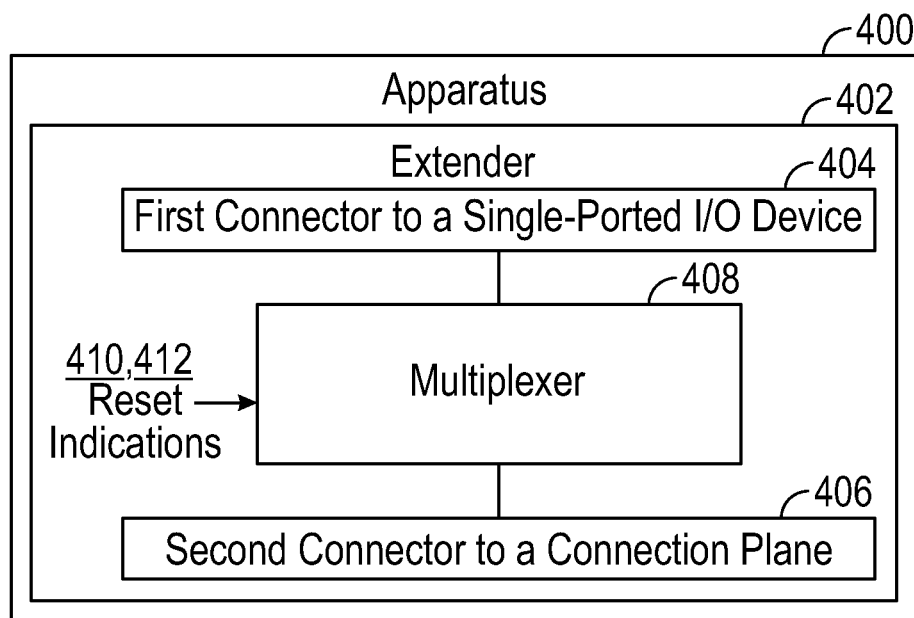 400
Apparatus
402
Extender
404
First Connector to a Single-Ported I/O Device
408
410,412
Reset
Indications
Multiplexer
406
Second Connector to a Connection Plane